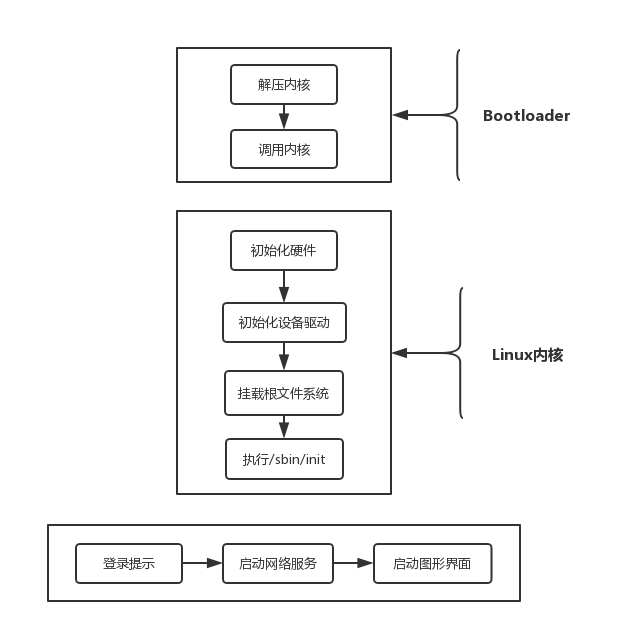 解压内核
调用内核
Bootloader
初始化硬件
初始化设备驱动
挂载根文件系统
执行/sbin/init
Linux内核
登录提示
启动网络服务
启动图形界面